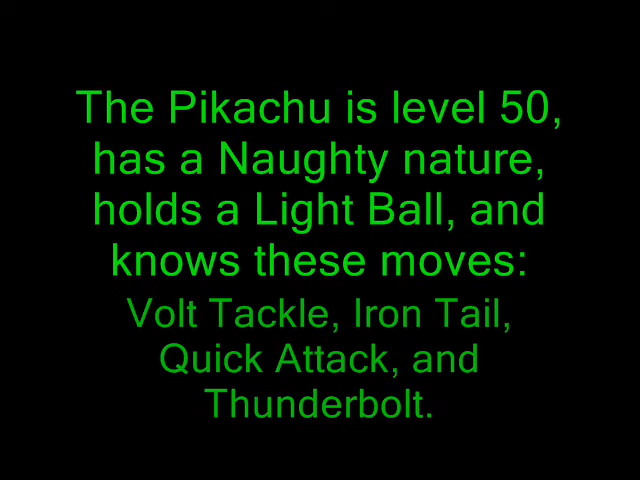 The Pikachu is level 50,
has a Naughty nature,
holds a Light Ball, and
knows these moves:
Volt Tackle, Iron Tail,
Quick Attack, and
Thunderbolt.